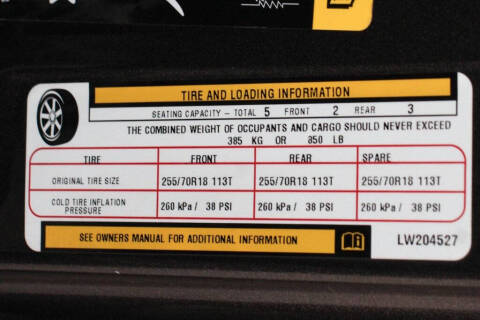 TIRE AND LOADING INFORMATION
SEATING CAPACITY – TOTAL 5 FRONT 2 REAR 3
THE COMBINED WEIGHT OF OCCUPANTS AND CARGO SHOULD NEVER EXCEED
385 KG OR 850 LB
TIRE FRONT REAR SPARE
ORIGINAL TIRE SIZE 255/70R18 113T 255/70R18 113T 255/70R18 113T
COLD TIRE INFLATION PRESSURE 260 kPa / 38 PSI 260 kPa / 38 PSI 260 kPa / 38 PSI
SEE OWNERS MANUAL FOR ADDITIONAL INFORMATION
LW204527